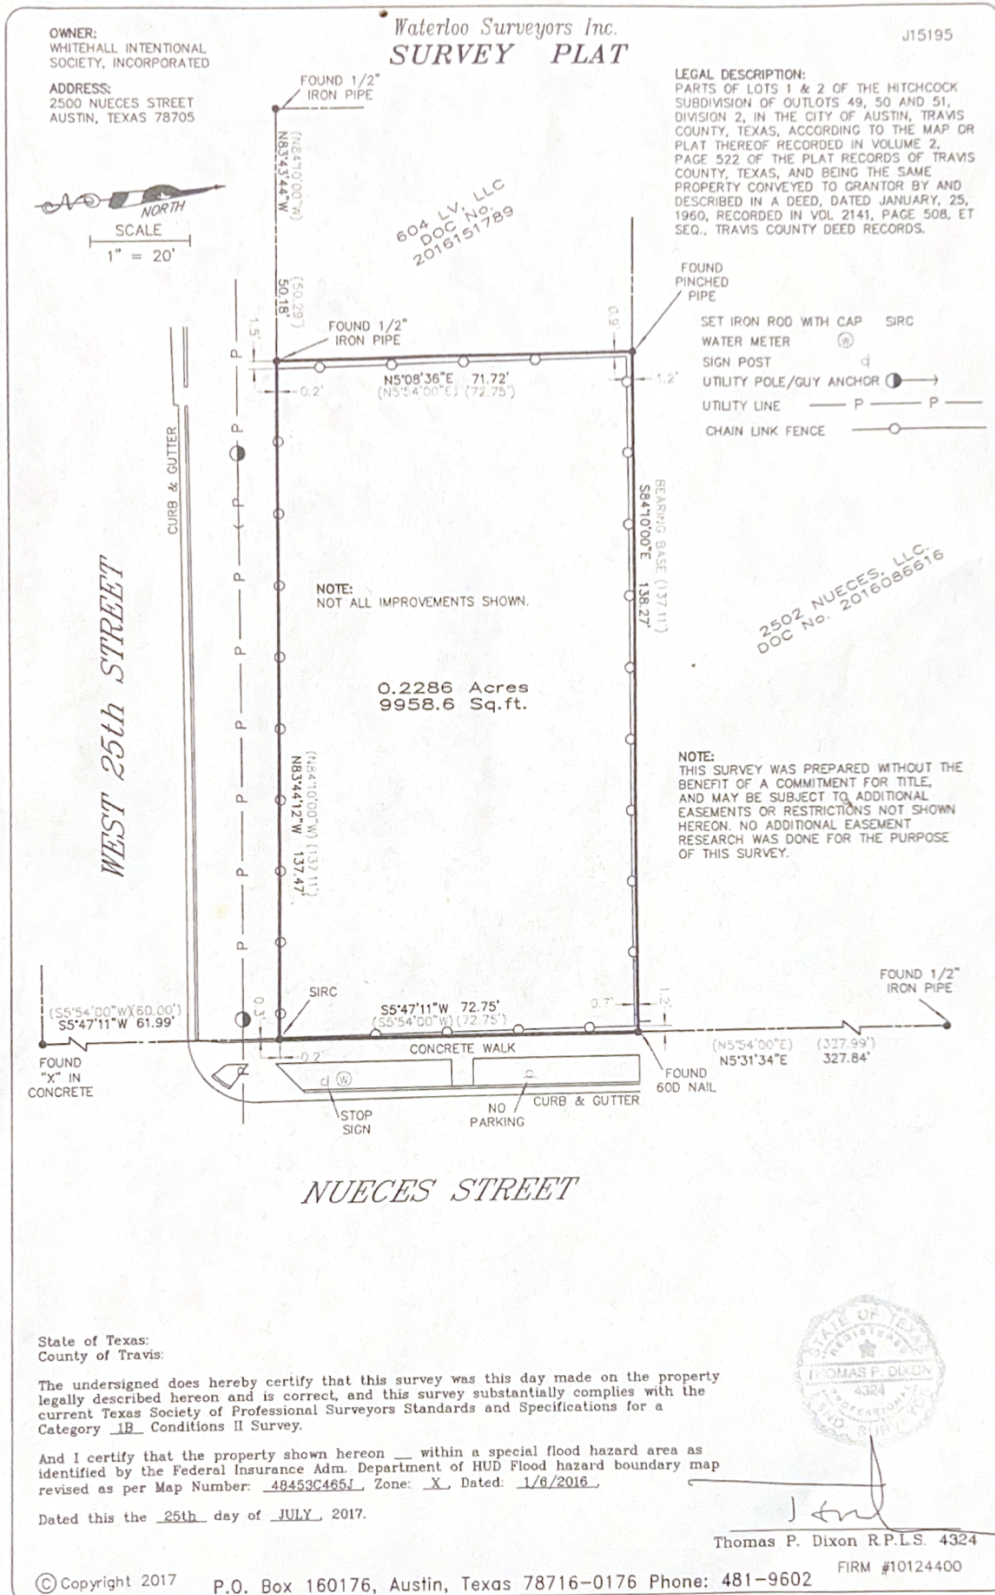 Waterloo Surveyors Inc.
SURVEY PLAT
J15195
OWNER:
WHITEHALL INTENTIONAL
SOCIETY, INCORPORATED
ADDRESS:
2500 NUECES STREET
AUSTIN, TEXAS 78705
NORTH
SCALE
1" = 20'
FOUND 1/2"
IRON PIPE
(N84°10'00"W)
N83°43'44"W
(50.29')
50.18'
604 LV, LLC
DOC No.
2016151789
LEGAL DESCRIPTION:
PARTS OF LOTS 1 & 2 OF THE HITCHCOCK
SUBDIVISION OF OUTLOTS 49, 50 AND 51,
DIVISION 2, IN THE CITY OF AUSTIN, TRAVIS
COUNTY, TEXAS, ACCORDING TO THE MAP OR
PLAT THEREOF RECORDED IN VOLUME 2,
PAGE 522 OF THE PLAT RECORDS OF TRAVIS
COUNTY, TEXAS, AND BEING THE SAME
PROPERTY CONVEYED TO GRANTOR BY AND
DESCRIBED IN A DEED, DATED JANUARY, 25,
1960, RECORDED IN VOL 2141, PAGE 508, ET
SEQ., TRAVIS COUNTY DEED RECORDS.
FOUND
PINCHED
PIPE
SET IRON ROD WITH CAP SIRC
WATER METER W
SIGN POST d
UTILITY POLE/GUY ANCHOR
UTILITY LINE P P
CHAIN LINK FENCE
1.5'
FOUND 1/2"
IRON PIPE
0.9'
N5°08'36"E 71.72'
(N5°54'00"E) (72.75')
0.2'
1.2'
P
P
P
P
P
P
P
P
P
CURB & GUTTER
WEST 25th STREET
BEARING BASE (137.11')
S84°10'00"E 138.27'
NOTE:
NOT ALL IMPROVEMENTS SHOWN.
0.2286 Acres
9958.6 Sq.ft.
2502 NUECES, LLC.
DOC No. 2016086616
(N84°10'00"W) (137.11')
N83°44'12"W 137.47'
NOTE:
THIS SURVEY WAS PREPARED WITHOUT THE
BENEFIT OF A COMMITMENT FOR TITLE,
AND MAY BE SUBJECT TO ADDITIONAL
EASEMENTS OR RESTRICTIONS NOT SHOWN
HEREON. NO ADDITIONAL EASEMENT
RESEARCH WAS DONE FOR THE PURPOSE
OF THIS SURVEY.
(S5°54'00"W)(60.00')
S5°47'11"W 61.99'
FOUND
"X" IN
CONCRETE
0.3'
SIRC
0.2'
S5°47'11"W 72.75'
(S5°54'00"W) (72.75')
0.7'
1.2'
CONCRETE WALK
FOUND
60D NAIL
FOUND 1/2"
IRON PIPE
(N5°54'00"E) (327.99')
N5°31'34"E 327.84'
d W
STOP
SIGN
NO
PARKING
CURB & GUTTER
NUECES STREET
State of Texas:
County of Travis:
The undersigned does hereby certify that this survey was this day made on the property
legally described hereon and is correct, and this survey substantially complies with the
current Texas Society of Professional Surveyors Standards and Specifications for a
Category 1B Conditions II Survey.
And I certify that the property shown hereon __ within a special flood hazard area as
identified by the Federal Insurance Adm. Department of HUD Flood hazard boundary map
revised as per Map Number: 48453C465J, Zone: X, Dated: 1/6/2016,
Dated this the 25th day of JULY, 2017.
STATE OF TEXAS
REGISTERED
THOMAS P. DIXON
4324
PROFESSIONAL
LAND SURVEYOR
Thomas P. Dixon R.P.L.S. 4324
FIRM #10124400
© Copyright 2017
P.O. Box 160176, Austin, Texas 78716-0176 Phone: 481-9602